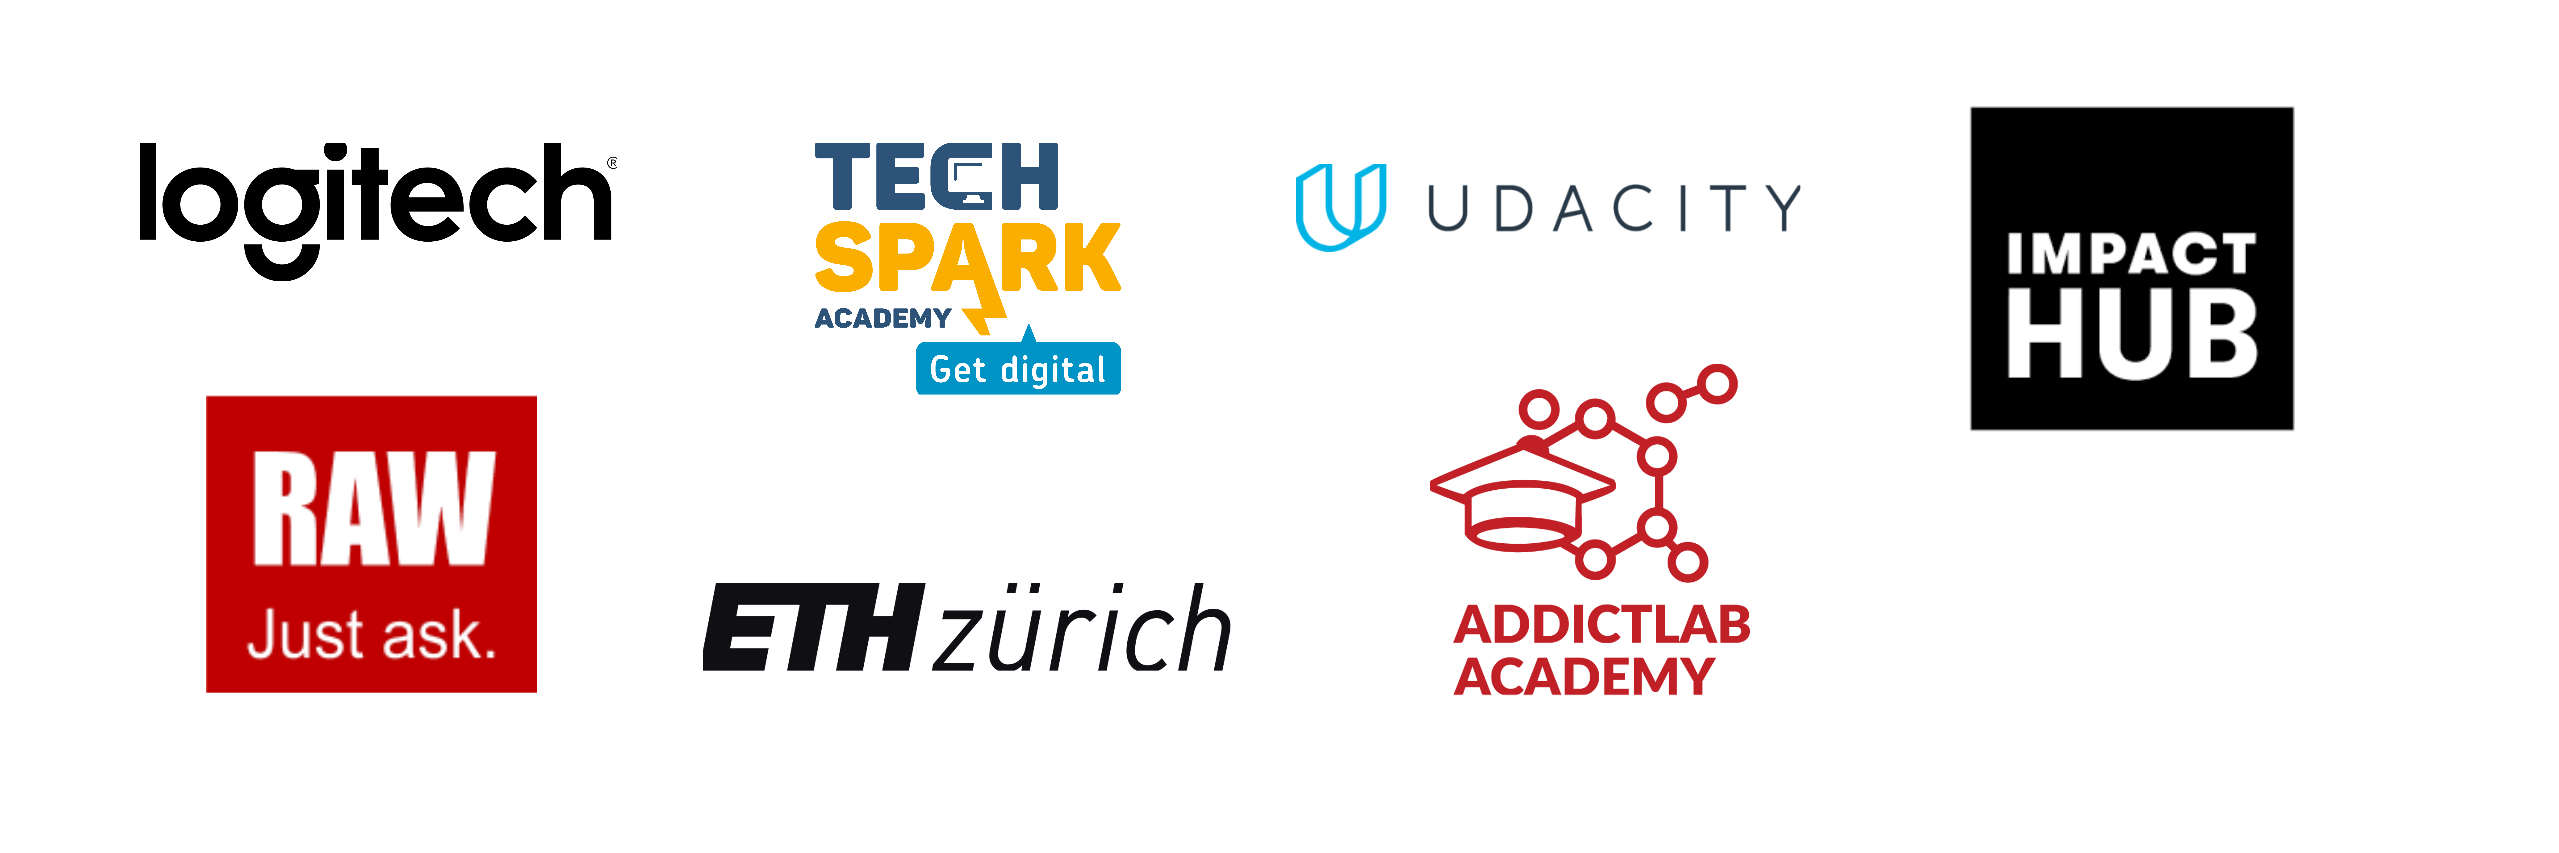 logitech®
TECH
SPARK
ACADEMY
Get digital
UDACITY
IMPACT
HUB
RAW
Just ask.
ETH zürich
ADDICTLAB
ACADEMY